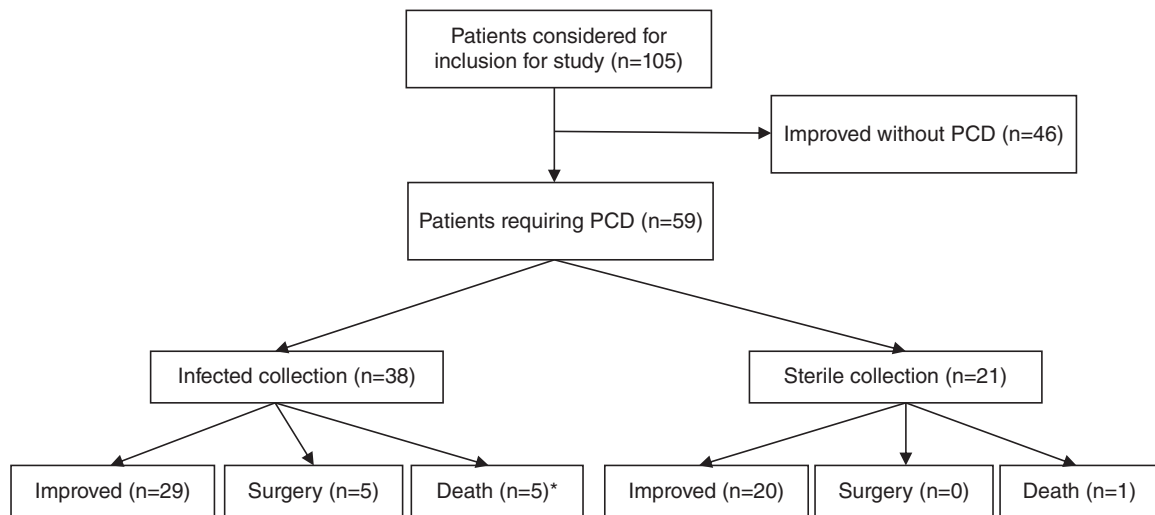 Patients considered for
inclusion for study (n=105)
Improved without PCD (n=46)
Patients requiring PCD (n=59)
Infected collection (n=38)
Sterile collection (n=21)
Improved (n=29)
Surgery (n=5)
Death (n=5)*
Improved (n=20)
Surgery (n=0)
Death (n=1)